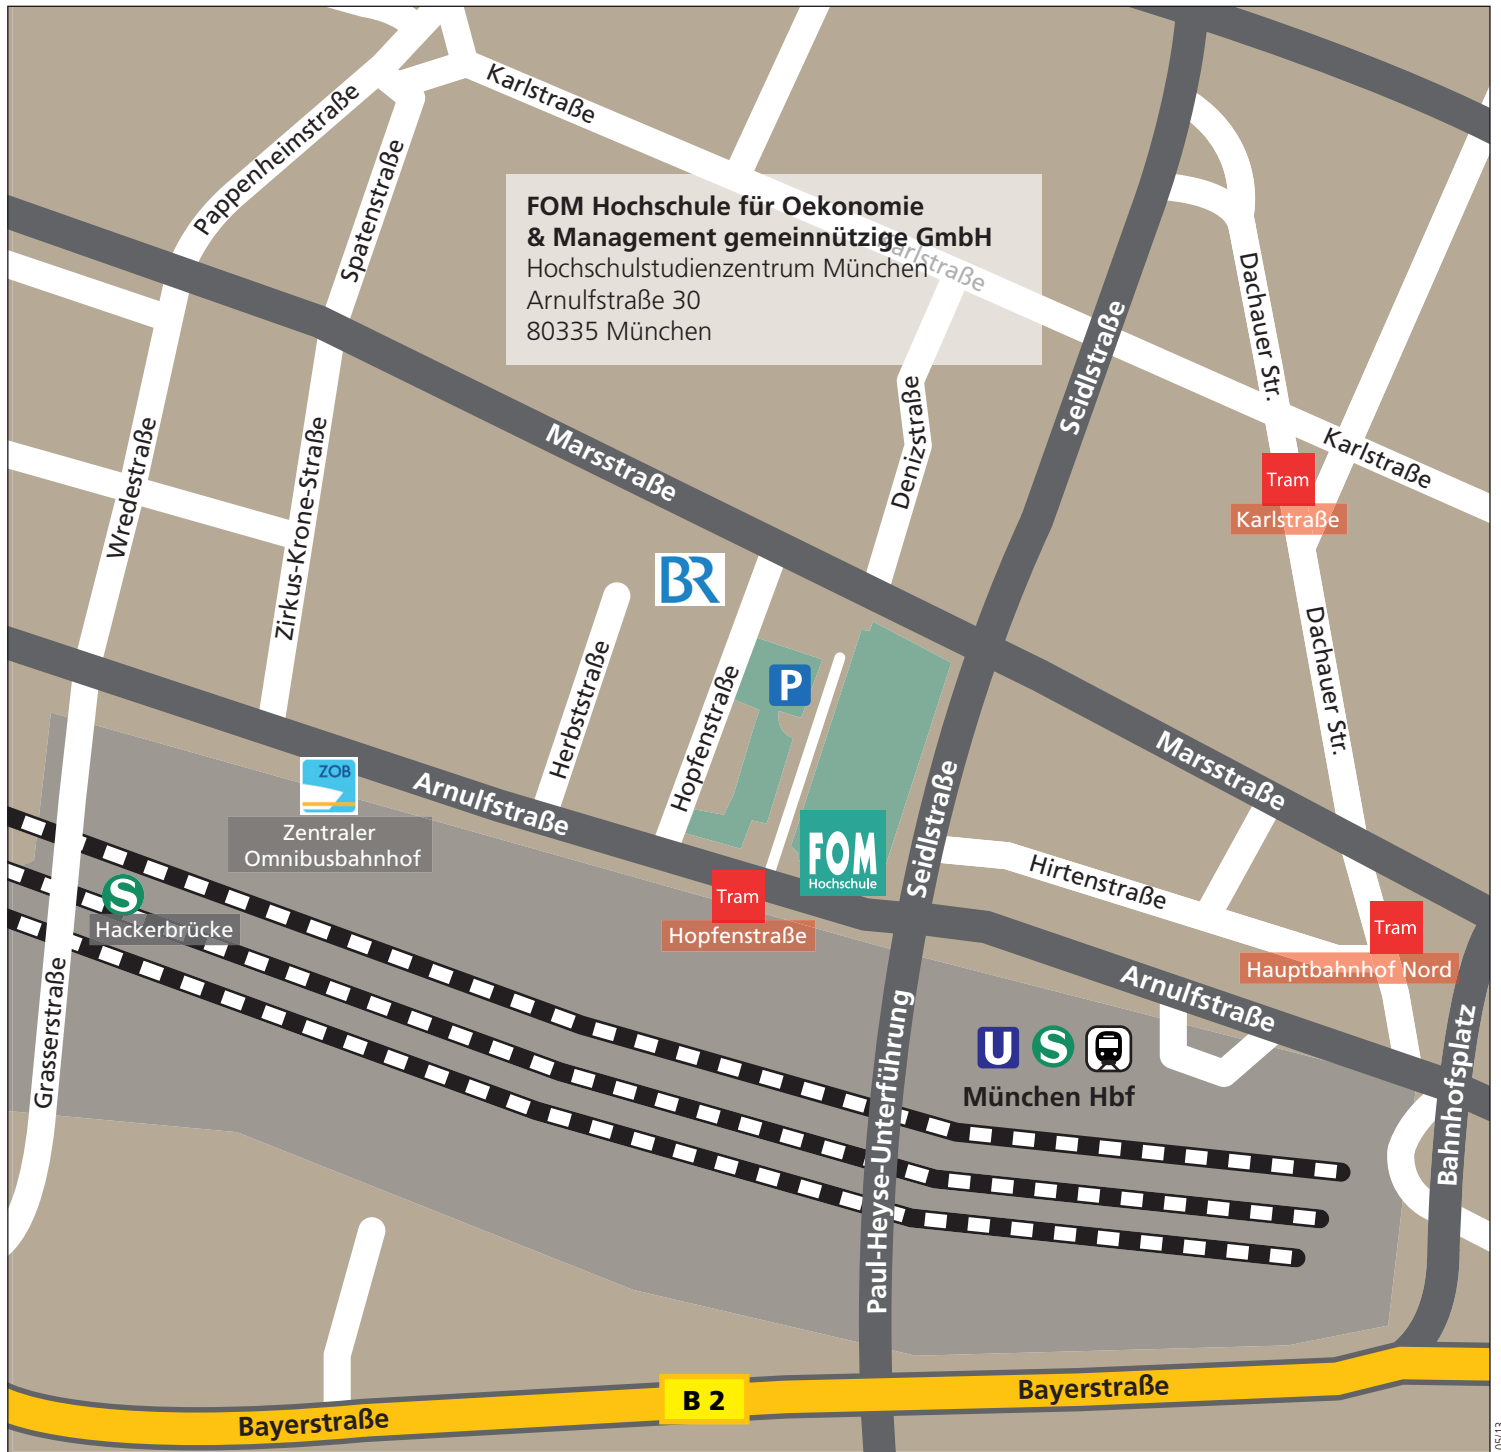 Karlstraße
Pappenheimstraße
Spatenstraße
FOM Hochschule für Oekonomie
& Management gemeinnützige GmbH
Hochschulstudienzentrum München
Arnulfstraße 30
80335 München
Karlstraße
Dachauer Str.
Seidlstraße
Denizstraße
Marsstraße
Wredestraße
Zirkus-Krone-Straße
Karlstraße
Tram
Karlstraße
BR
Herbststraße
Hopfenstraße
P
Dachauer Str.
Marsstraße
ZOB
Zentraler
Omnibusbahnhof
Arnulfstraße
FOM
Hochschule
Seidlstraße
Hirtenstraße
S
Hackerbrücke
Tram
Hopfenstraße
Tram
Hauptbahnhof Nord
Arnulfstraße
Grasserstraße
Paul-Heyse-Unterführung
U
S
München Hbf
Bahnhofsplatz
B 2
Bayerstraße
Bayerstraße